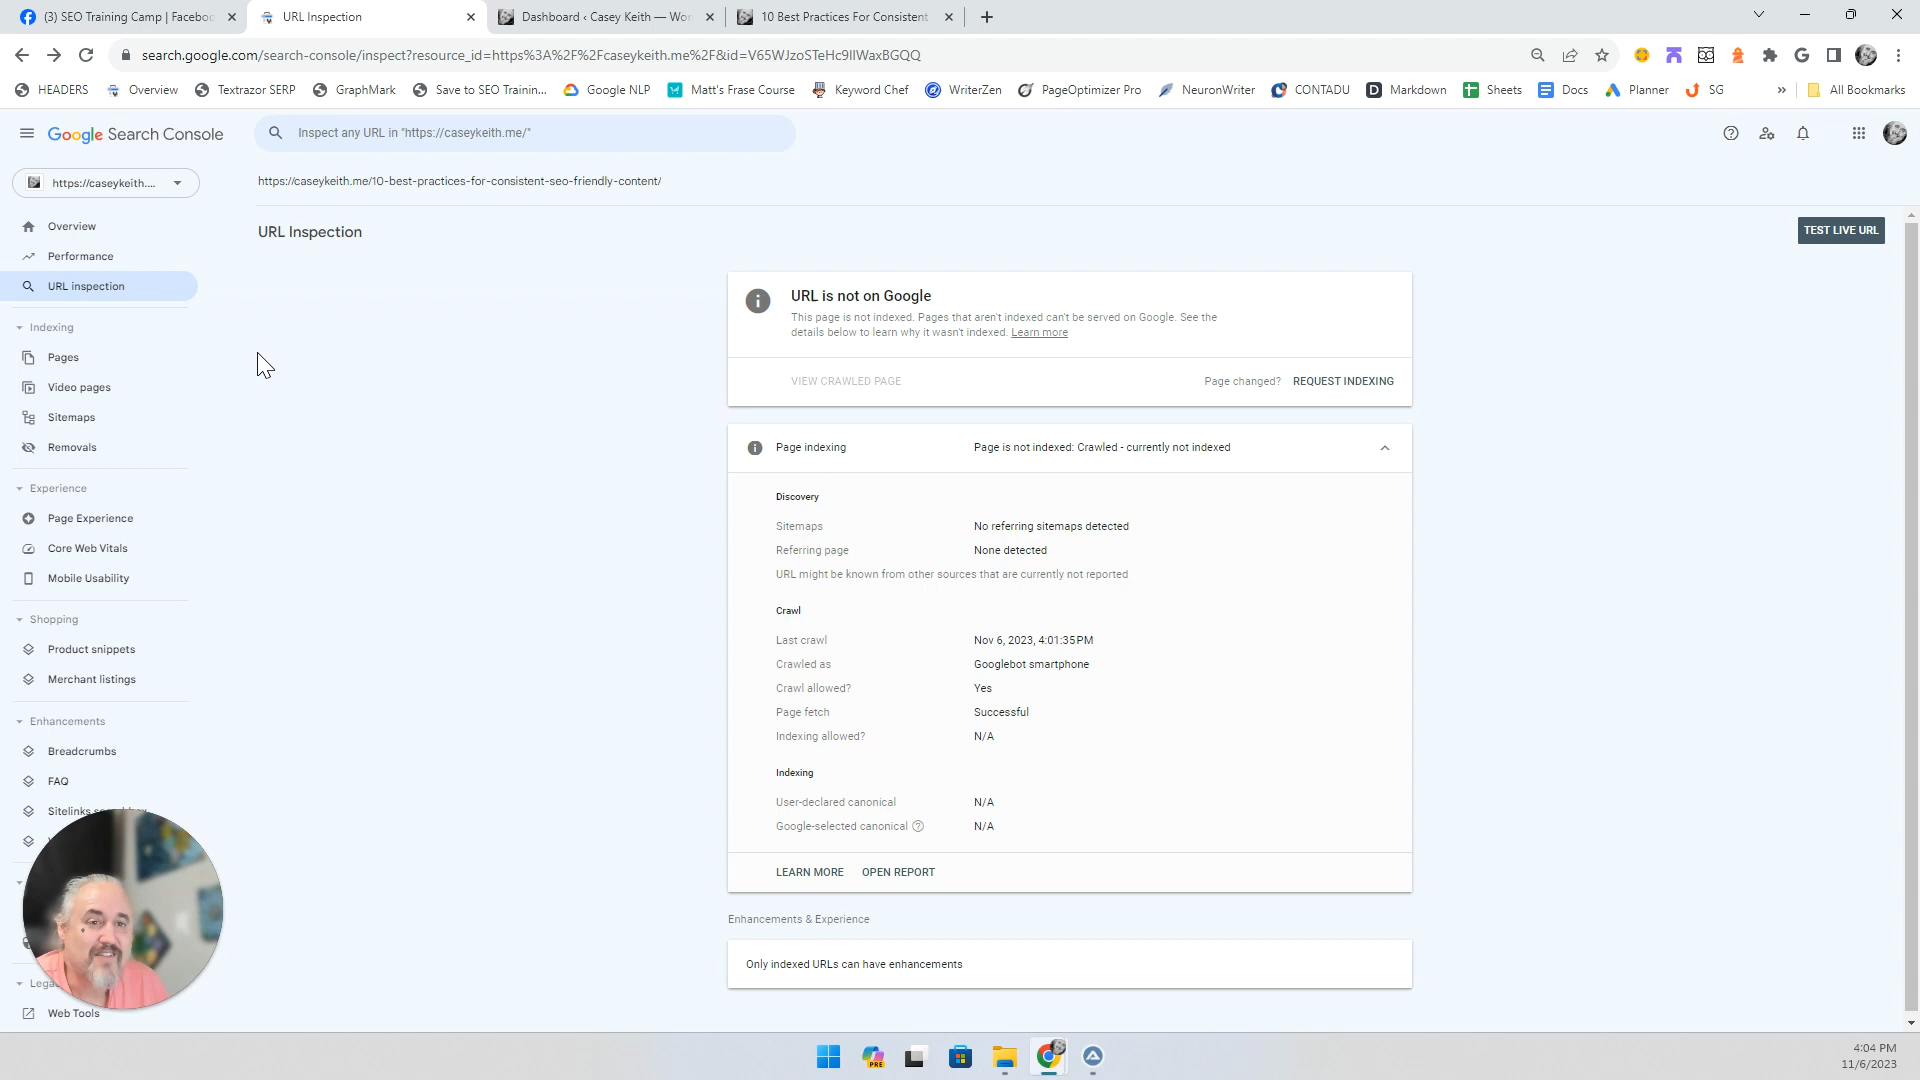 (3) SEO Training Camp | Faceboo
URL Inspection
Dashboard ‹ Casey Keith — Wor
10 Best Practices For Consistent
search.google.com/search-console/inspect?resource_id=https%3A%2F%2Fcaseykeith.me%2F&id=V65WJzoSTeHc9IIWaxBGQQ
HEADERS
Overview
Textrazor SERP
GraphMark
Save to SEO Trainin...
Google NLP
Matt's Frase Course
Keyword Chef
WriterZen
PageOptimizer Pro
NeuronWriter
CONTADU
Markdown
Sheets
Docs
Planner
SG
»
All Bookmarks
Google Search Console
Inspect any URL in "https://caseykeith.me/"
https://caseykeith....
https://caseykeith.me/10-best-practices-for-consistent-seo-friendly-content/
Overview
Performance
URL inspection
Indexing
Pages
Video pages
Sitemaps
Removals
Experience
Page Experience
Core Web Vitals
Mobile Usability
Shopping
Product snippets
Merchant listings
Enhancements
Breadcrumbs
FAQ
Sitelinks
Web Tools
URL Inspection
TEST LIVE URL
URL is not on Google
This page is not indexed. Pages that aren't indexed can't be served on Google. See the
details below to learn why it wasn't indexed. Learn more
VIEW CRAWLED PAGE
Page changed? REQUEST INDEXING
Page indexing
Page is not indexed: Crawled - currently not indexed
Discovery
Sitemaps
No referring sitemaps detected
Referring page
None detected
URL might be known from other sources that are currently not reported
Crawl
Last crawl
Nov 6, 2023, 4:01:35 PM
Crawled as
Googlebot smartphone
Crawl allowed?
Yes
Page fetch
Successful
Indexing allowed?
N/A
Indexing
User-declared canonical
N/A
Google-selected canonical
N/A
LEARN MORE
OPEN REPORT
Enhancements & Experience
Only indexed URLs can have enhancements
PRE
4:04 PM
11/6/2023